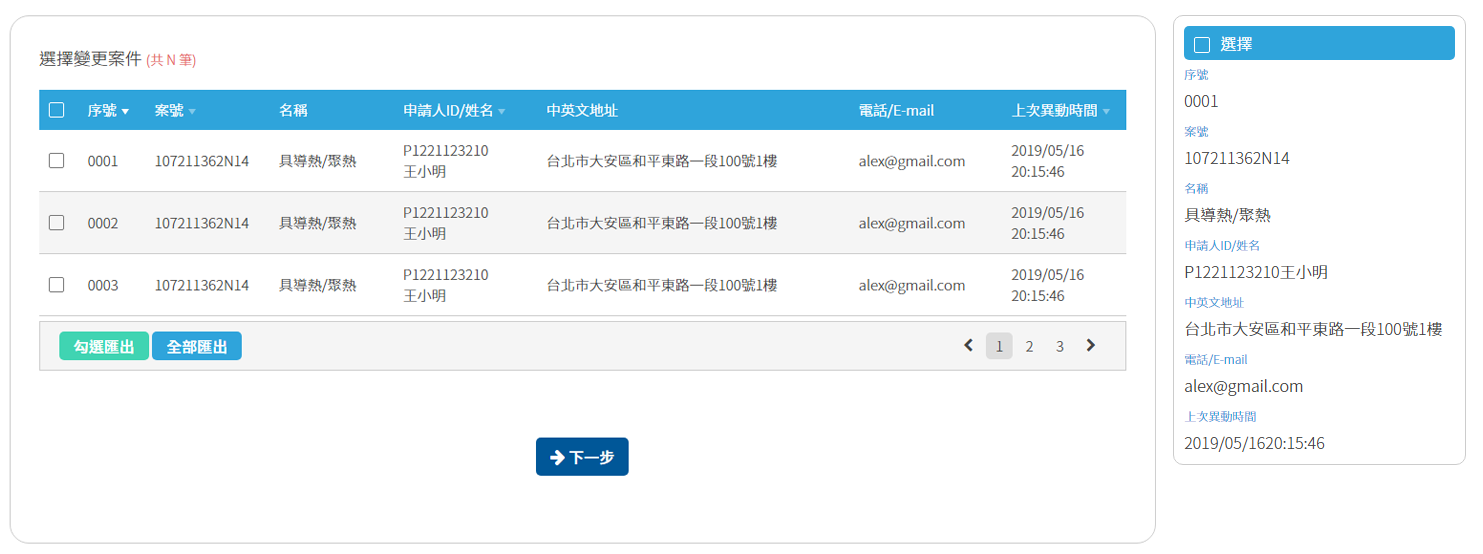 選擇變更案件 (共 N 筆)
序號 案號 名稱 申請人ID/姓名 中英文地址 電話/E-mail 上次異動時間
0001 107211362N14 具導熱/聚熱 P1221123210 王小明 台北市大安區和平東路一段100號1樓 alex@gmail.com 2019/05/16 20:15:46
0002 107211362N14 具導熱/聚熱 P1221123210 王小明 台北市大安區和平東路一段100號1樓 alex@gmail.com 2019/05/16 20:15:46
0003 107211362N14 具導熱/聚熱 P1221123210 王小明 台北市大安區和平東路一段100號1樓 alex@gmail.com 2019/05/16 20:15:46
勾選匯出 全部匯出 1 2 3
下一步
選擇
序號
0001
案號
107211362N14
名稱
具導熱/聚熱
申請人ID/姓名
P1221123210王小明
中英文地址
台北市大安區和平東路一段100號1樓
電話/E-mail
alex@gmail.com
上次異動時間
2019/05/1620:15:46